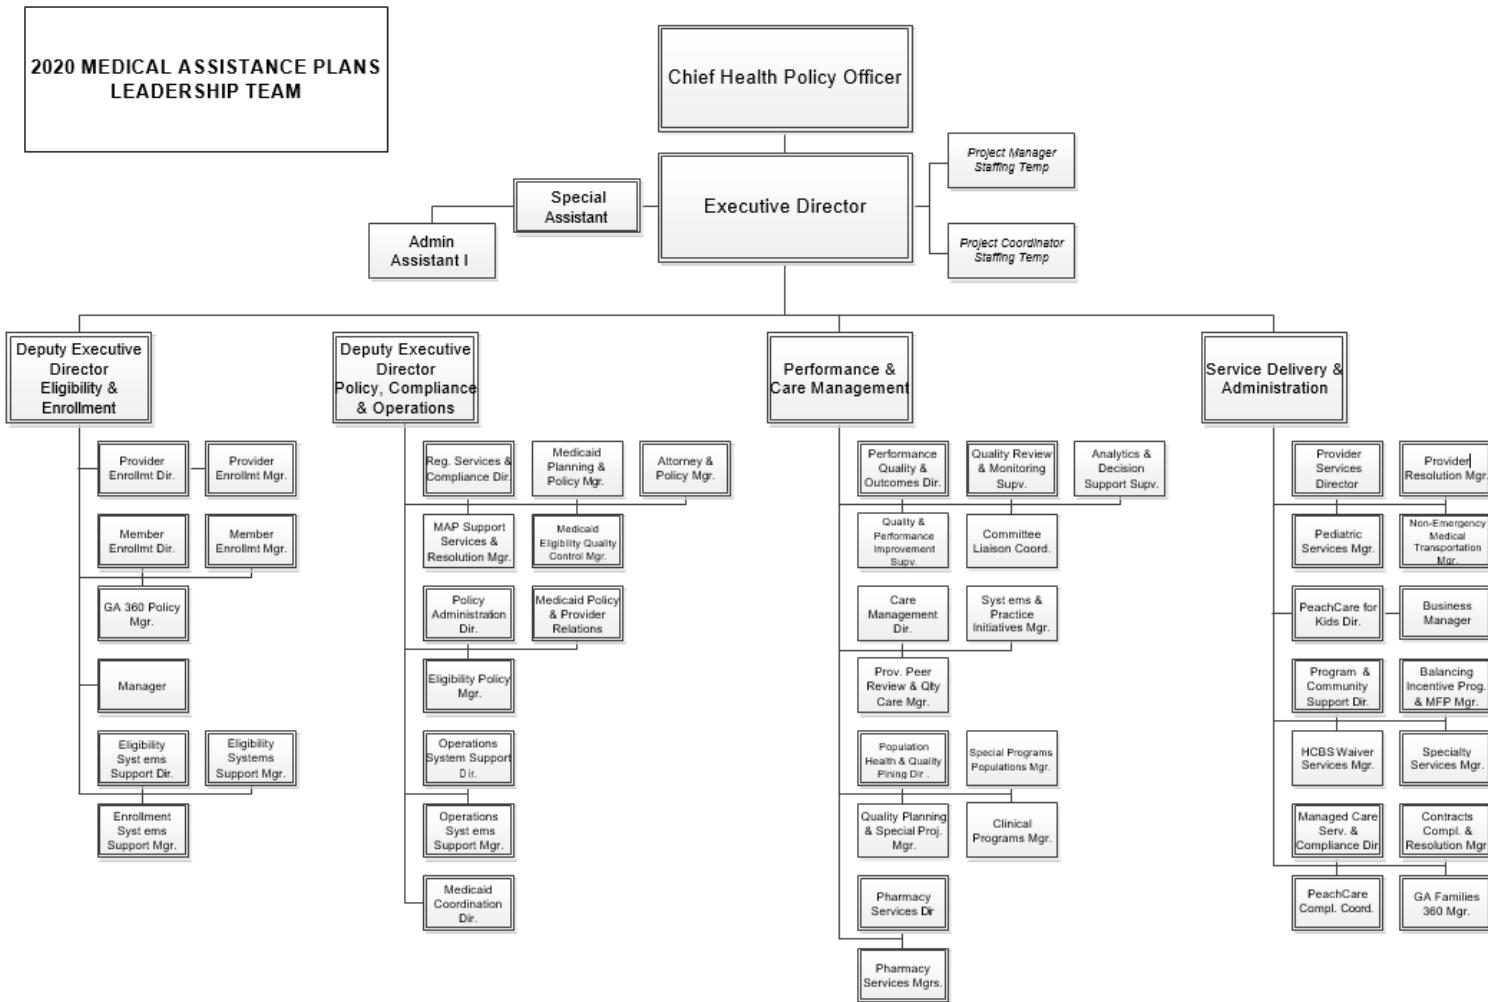 2020 MEDICAL ASSISTANCE PLANS
LEADERSHIP TEAM
Chief Health Policy Officer
Executive Director
Special
Assistant
Admin
Assistant I
Project Manager
Staffing Temp
Project Coordinator
Staffing Temp
Deputy Executive
Director
Eligibility &
Enrollment
Provider
Enrollmt Dir.
Provider
Enrollmt Mgr.
Member
Enrollmt Dir.
Member
Enrollmt Mgr.
GA 360 Policy
Mgr.
Manager
Eligibility
Syst ems
Support Dir.
Eligibility
Systems
Support Mgr.
Enrollment
Syst ems
Support Mgr.
Deputy Executive
Director
Policy, Compliance
& Operations
Reg. Services &
Compliance Dir.
Medicaid
Planning &
Policy Mgr.
Attorney &
Policy Mgr.
MAP Support
Services &
Resolution Mgr.
Medicaid
Eligibility Quality
Control Mgr.
Policy
Administration
Dir.
Medicaid Policy
& Provider
Relations
Eligibility Policy
Mgr.
Operations
System Support
Dir.
Operations
Syst ems
Support Mgr.
Medicaid
Coordination
Dir.
Performance &
Care Management
Performance
Quality &
Outcomes Dir.
Quality Review
& Monitoring
Supv.
Analytics &
Decision
Support Supv.
Quality &
Performance
Improvement
Supv.
Committee
Liaison Coord.
Care
Management
Dir.
Syst ems &
Practice
Initiatives Mgr.
Prov. Peer
Review & Qlty
Care Mgr.
Population
Health & Quality
Plning Dir .
Special Programs
Populations Mgr.
Quality Planning
& Special Proj.
Mgr.
Clinical
Programs Mgr.
Pharmacy
Services Dir
Pharmacy
Services Mgrs.
Service Delivery &
Administration
Provider
Services
Director
Provider
Resolution Mgr.
Pediatric
Services Mgr.
Non-Emergency
Medical
Transportation
Mgr.
PeachCare for
Kids Dir.
Business
Manager
Program &
Community
Support Dir.
Balancing
Incentive Prog.
& MFP Mgr.
HCBS Waiver
Services Mgr.
Specialty
Services Mgr.
Managed Care
Serv. &
Compliance Dir
Contracts
Compl. &
Resolution Mgr
PeachCare
Compl. Coord.
GA Families
360 Mgr.